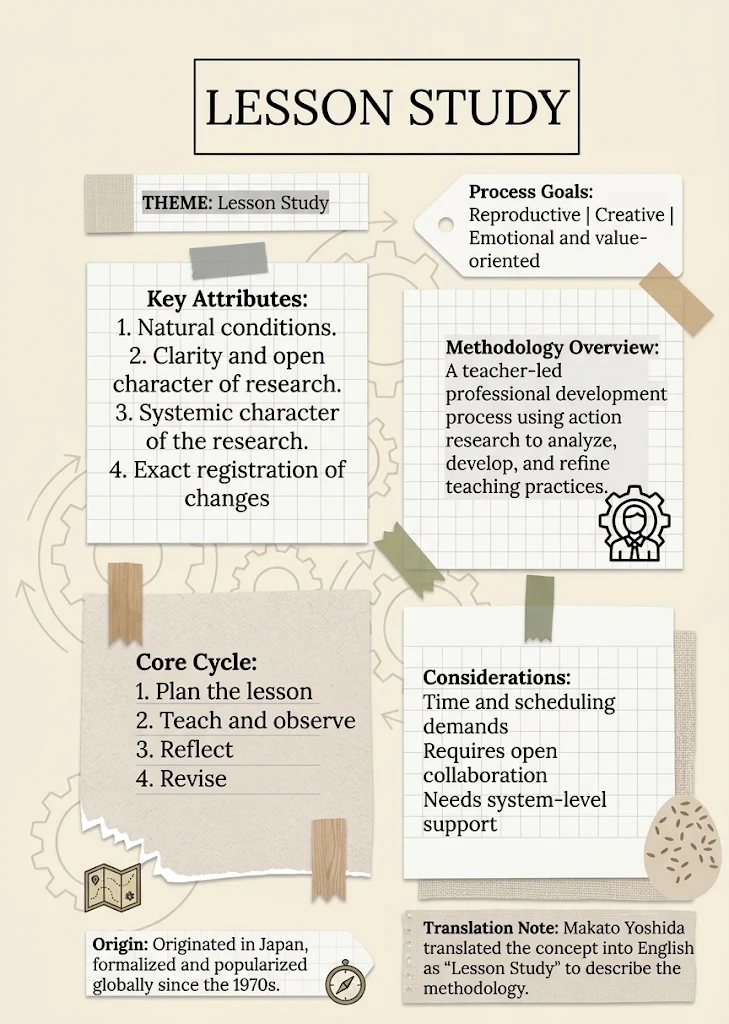 LESSON STUDY
THEME: Lesson Study
Process Goals:
Reproductive | Creative |
Emotional and value-
oriented
Key Attributes:
1. Natural conditions.
2. Clarity and open
character of research.
3. Systemic character
of the research.
4. Exact registration of
changes
Methodology Overview:
A teacher-led
professional development
process using action
research to analyze,
develop, and refine
teaching practices.
Core Cycle:
1. Plan the lesson
2. Teach and observe
3. Reflect
4. Revise
Considerations:
Time and scheduling
demands
Requires open
collaboration
Needs system-level
support
Origin: Originated in Japan,
formalized and popularized
globally since the 1970s.
Translation Note: Makato Yoshida
translated the concept into English
as “Lesson Study” to describe the
methodology.